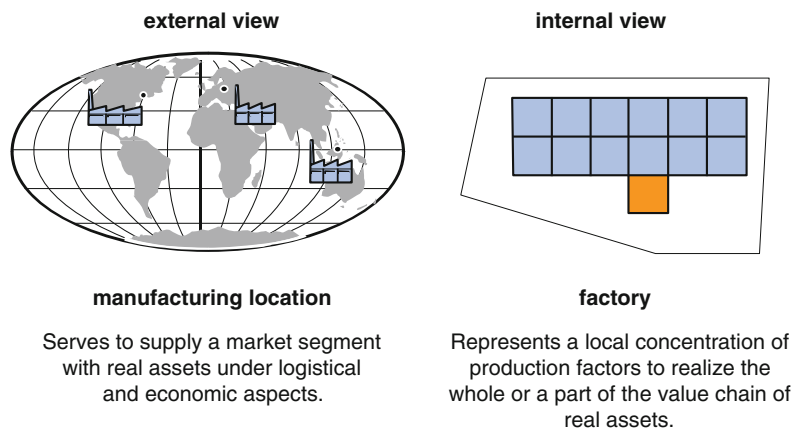 external view
internal view
manufacturing location
Serves to supply a market segment
with real assets under logistical
and economic aspects.
factory
Represents a local concentration of
production factors to realize the
whole or a part of the value chain of
real assets.